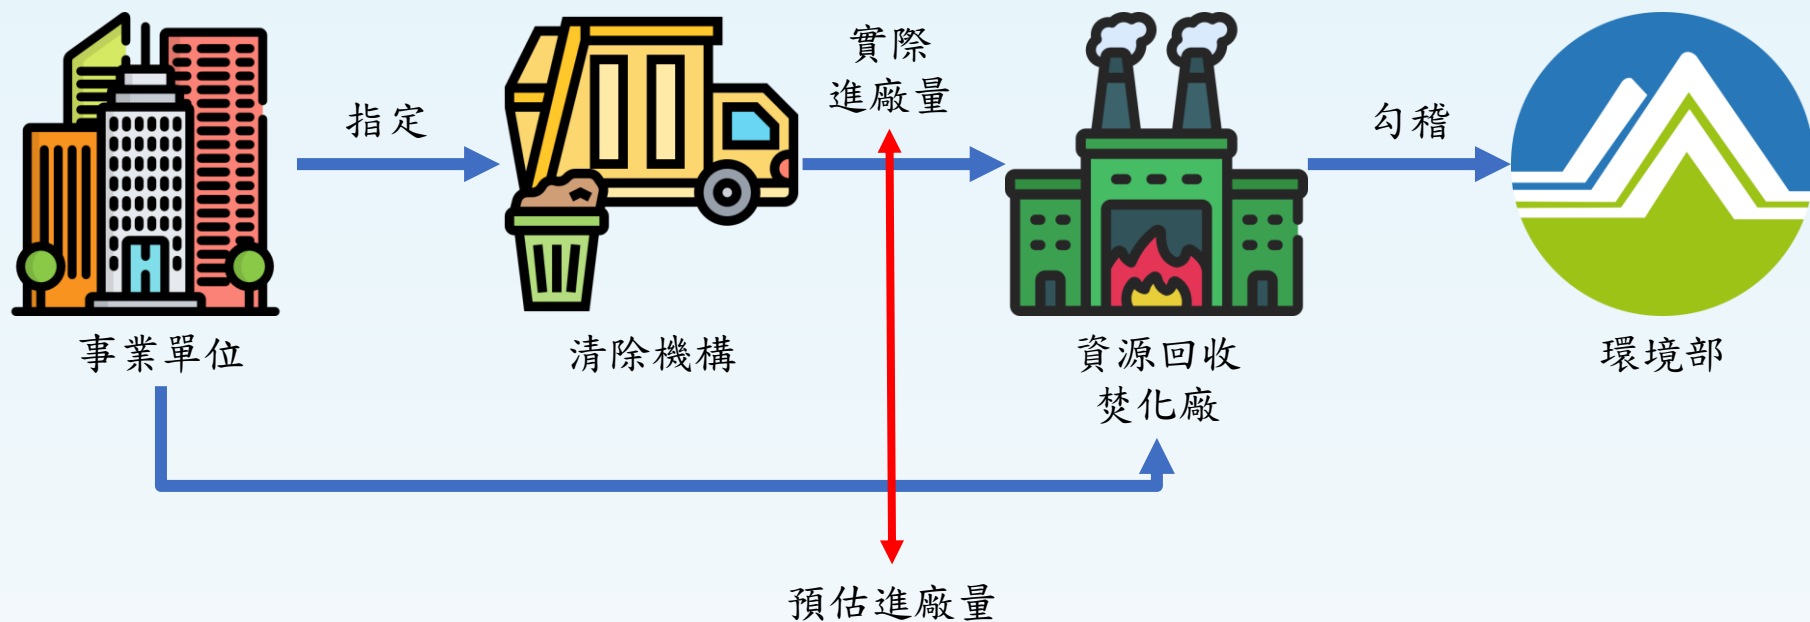 指定
實際
進廠量
勾稽
事業單位
清除機構
資源回收
焚化廠
環境部
預估進廠量